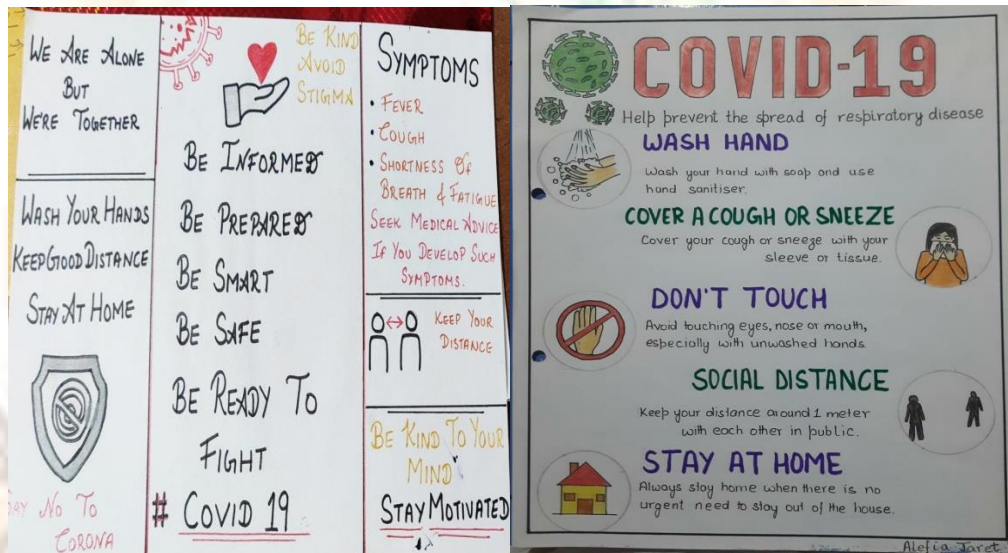 WE ARE ALONE
BUT
WE'RE TOGETHER
WASH YOUR HANDS
KEEP GOOD DISTANCE
STAY AT HOME
SAY NO TO
CORONA
BE KIND
AVOID
STIGMA
BE INFORMED
BE PREPARED
BE SMART
BE SAFE
BE READY TO
FIGHT
# COVID 19
SYMPTOMS
• FEVER
• COUGH
• SHORTNESS OF
BREATH & FATIGUE
SEEK MEDICAL ADVICE
IF YOU DEVELOP SUCH
SYMPTOMS.
KEEP YOUR
DISTANCE
BE KIND TO YOUR
MIND
STAY MOTIVATED
COVID-19
Help prevent the spread of respiratory disease
WASH HAND
Wash your hand with soap and use
hand sanitiser.
COVER A COUGH OR SNEEZE
Cover your cough or sneeze with your
sleeve or tissue.
DON'T TOUCH
Avoid touching eyes, nose or mouth,
especially with unwashed hands.
SOCIAL DISTANCE
Keep your distance around 1 meter
with each other in public.
STAY AT HOME
Always stay home when there is no
urgent need to stay out of the house.
Alefia